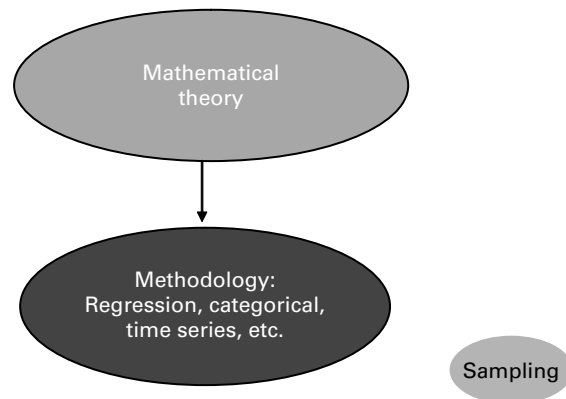 Mathematical
theory
Methodology:
Regression, categorical,
time series, etc.
Sampling